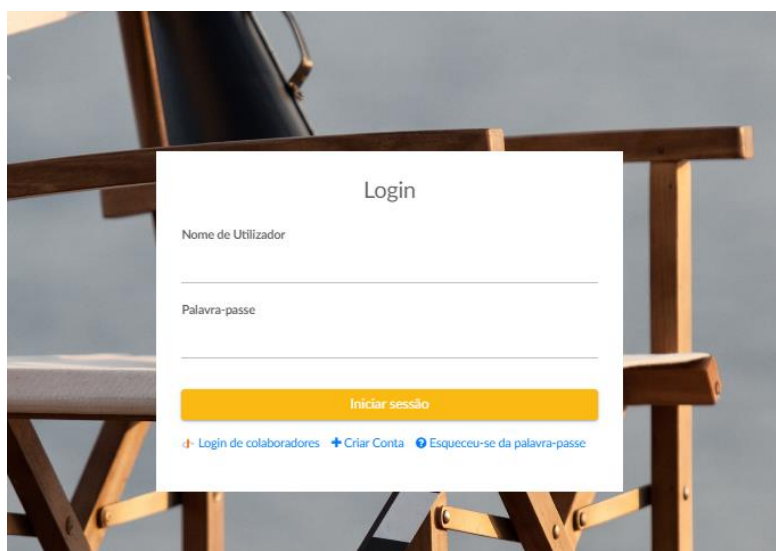 Login
Nome de Utilizador
Palavra-passe
Iniciar sessão
Login de colaboradores + Criar Conta ? Esqueceu-se da palavra-passe